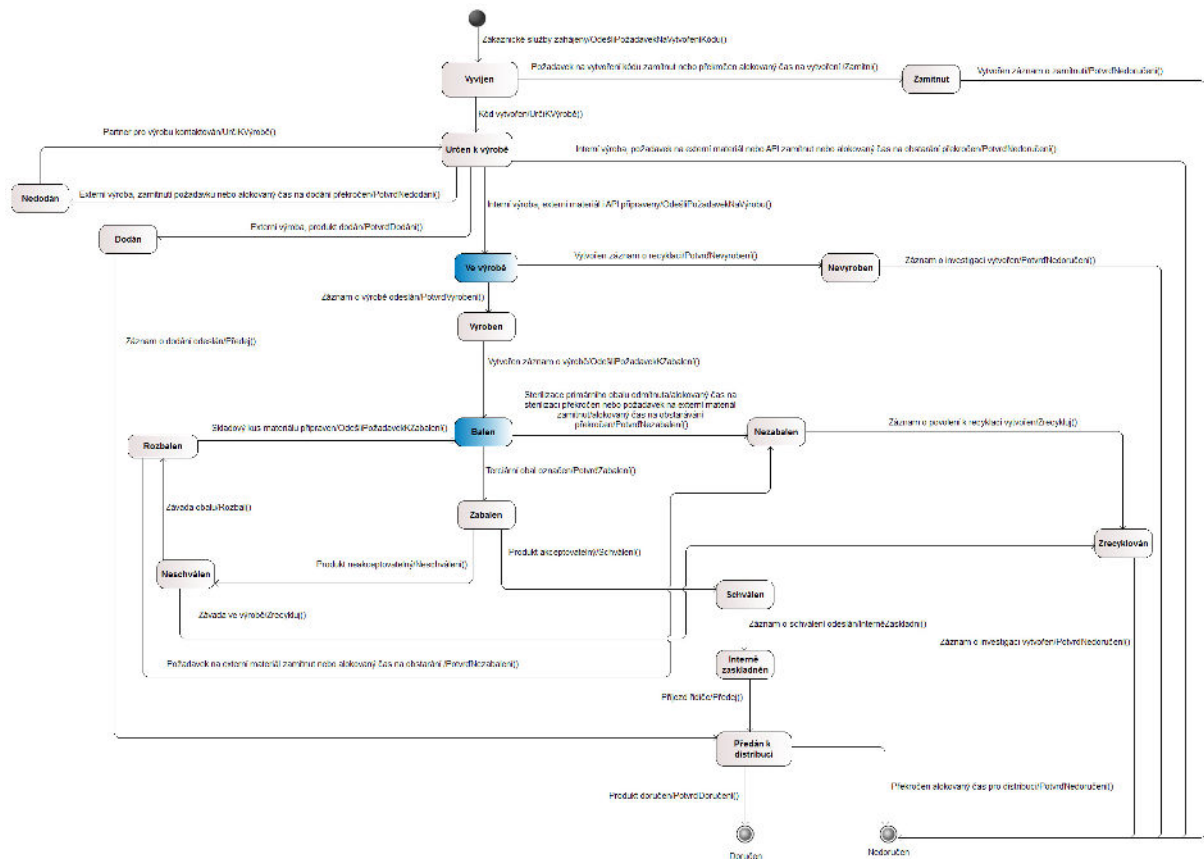 Zákaznické služby zahájeny/OdešliPožadavekNaVytvořeníKódu()
Požadavek na vytvoření kódu zamítnut nebo překročen alokovaný čas na vytvoření /Zamítni()
Vytvořen záznam o zamítnutí/PotvrďNedoručení()
Vyvíjen
Zamítnut
Kód vytvořen/UrčiKVýrobě()
Partner pro výrobu kontaktován/UrčiKVýrobě()
Určen k výrobě
Interní výroba, požadavek na externí materiál nebo API zamítnut nebo alokovaný čas na obstarání překročen/PotvrďNedoručení()
Nedodán
Externí výroba, zamítnutí požadavku nebo alokovaný čas na dodání překročen/PotvrďNedodání()
Interní výroba, externí materiál i API připraveny/OdešliPožadavekNaVýrobu()
Externí výroba, produkt dodán/PotvrďDodání()
Dodán
Vytvořen záznam o recyklaci/PotvrďNevyrobení()
Ve výrobě
Nevyroben
Záznam o investigaci vytvořen/PotvrďNedoručení()
Záznam o výrobě odeslán/PotvrďVyrobení()
Vyroben
Záznam o dodání odeslán/Předej()
Vytvořen záznam o výrobě/OdešliPožadavekKZabalení()
Sterilizace primárního obalu odmítnuta/alokovaný čas na
sterilizaci překročen nebo požadavek na externí materiál
zamítnut/alokovaný čas na obstarávání
překročen/PotvrďNezabalení()
Skladový kus materiálu připraven/OdešliPožadavekKZabalení()
Balen
Nezabalen
Záznam o povolení k recyklaci vytvořen/Zrecykluj()
Rozbalen
Terciární obal označen/PotvrďZabalení()
Závada obalu/Rozbal()
Zabalen
Produkt akceptovatelný/Schválení()
Zrecyklován
Produkt neakceptovatelný/Neschválení()
Neschválen
Schválen
Závada ve výrobě/Zrecykluj()
Záznam o schválení odeslán/InterněZaskladni()
Záznam o investigaci vytvořen/PotvrďNedoručení()
Požadavek na externí materiál zamítnut nebo alokovaný čas na obstarání /PotvrďNezabalení()
Interně
zaskladněn
Příjezd řidiče/Předej()
Předán k
distribuci
Překročen alokovaný čas pro distribuci/PotvrďNedoručení()
Produkt doručen/PotvrďDoručení()
Doručen
Nedoručen